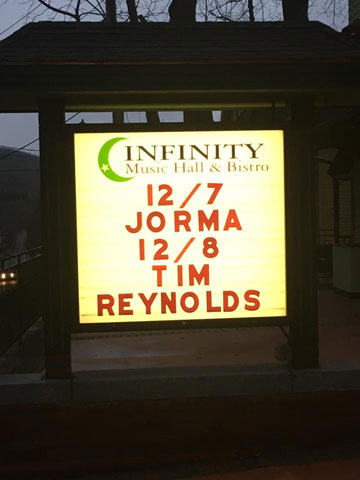 INFINITY
Music Hall & Bistro
12/7
JORMA
12/8
TIM
REYNOLDS